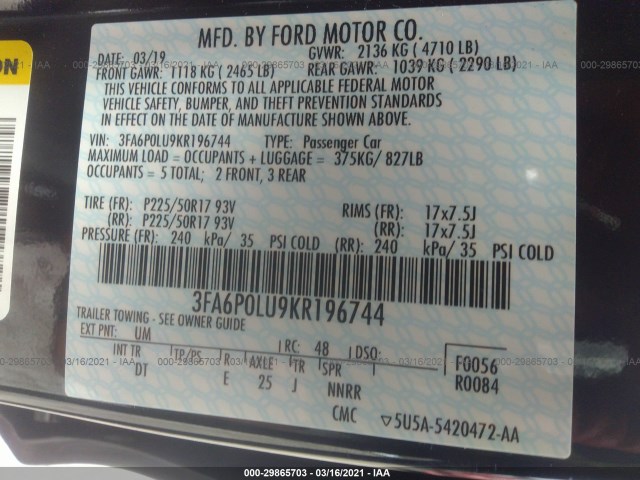 MFD. BY FORD MOTOR CO.
DATE: 03/19 GVWR: 2136 KG ( 4710 LB)
FRONT GAWR: 1118 KG ( 2465 LB) REAR GAWR: 1039 KG ( 2290 LB)
THIS VEHICLE CONFORMS TO ALL APPLICABLE FEDERAL MOTOR
VEHICLE SAFETY, BUMPER, AND THEFT PREVENTION STANDARDS
IN EFFECT ON THE DATE OF MANUFACTURE SHOWN ABOVE.
VIN: 3FA6P0LU9KR196744 TYPE: Passenger Car
MAXIMUM LOAD = OCCUPANTS + LUGGAGE = 375KG/ 827LB
OCCUPANTS = 5 TOTAL; 2 FRONT, 3 REAR
TIRE (FR): P225/50R17 93V RIMS (FR): 17x7.5J
(RR): P225/50R17 93V (RR): 17x7.5J
PRESSURE (FR): 240 kPa/ 35 PSI COLD (RR): 240 kPa/ 35 PSI COLD
3FA6P0LU9KR196744
TRAILER TOWING - SEE OWNER GUIDE
EXT PNT: UM RC: 48 DSO: F0056
INT TR TP/PS R AXLE TR SPR R0084
DT E 25 J NNRR
CMC 5U5A-5420472-AA
000-29865703 - 03/16/2021 - IAA